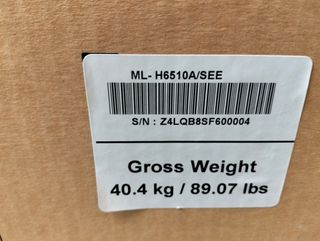 ML- H6510A/SEE
S/N : Z4LQB8SF600004
Gross Weight
40.4 kg / 89.07 lbs